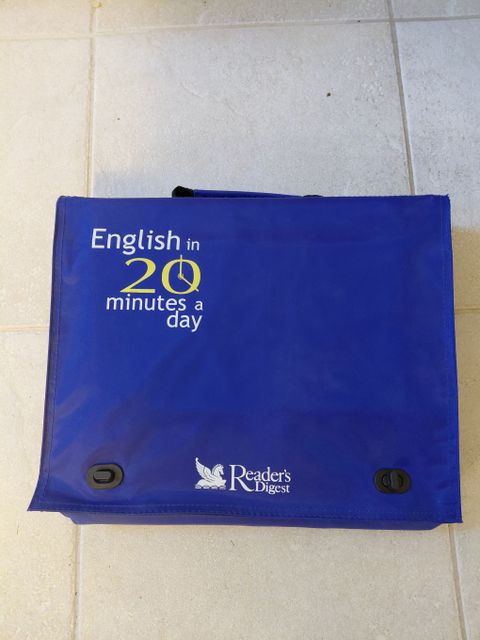 English in
20
minutes a
day
Reader's
Digest